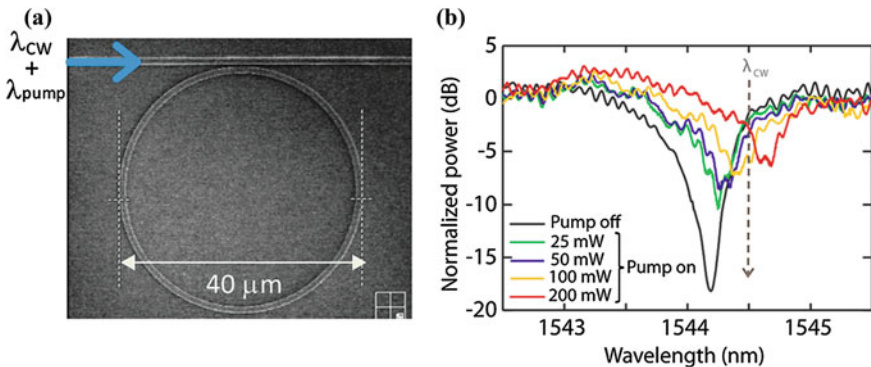 (a)
λCW
+
λpump
40 μm
(b)
Normalized power (dB)
5
0
-5
-10
-15
-20
λCW
Pump off
25 mW
50 mW
100 mW
200 mW
Pump on
1543
1544
1545
Wavelength (nm)